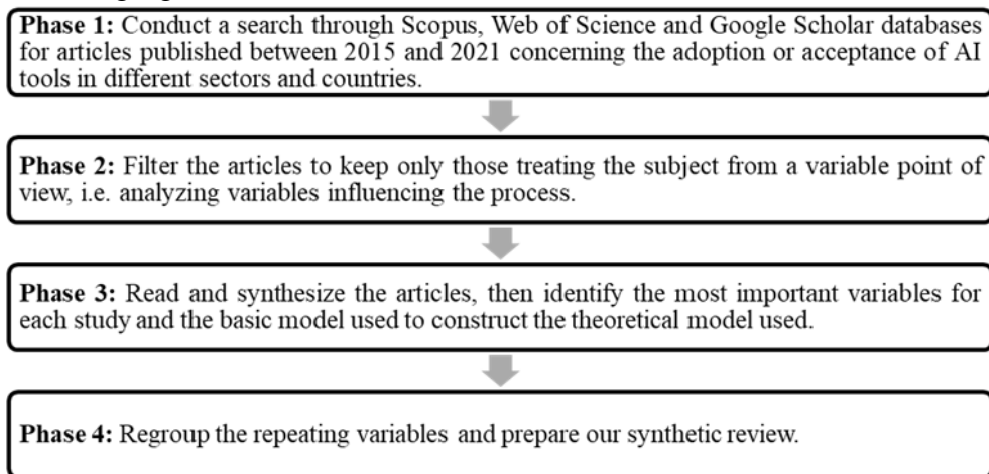 Phase 1: Conduct a search through Scopus, Web of Science and Google Scholar databases
for articles published between 2015 and 2021 concerning the adoption or acceptance of AI
tools in different sectors and countries.
Phase 2: Filter the articles to keep only those treating the subject from a variable point of
view, i.e. analyzing variables influencing the process.
Phase 3: Read and synthesize the articles, then identify the most important variables for
each study and the basic model used to construct the theoretical model used.
Phase 4: Regroup the repeating variables and prepare our synthetic review.